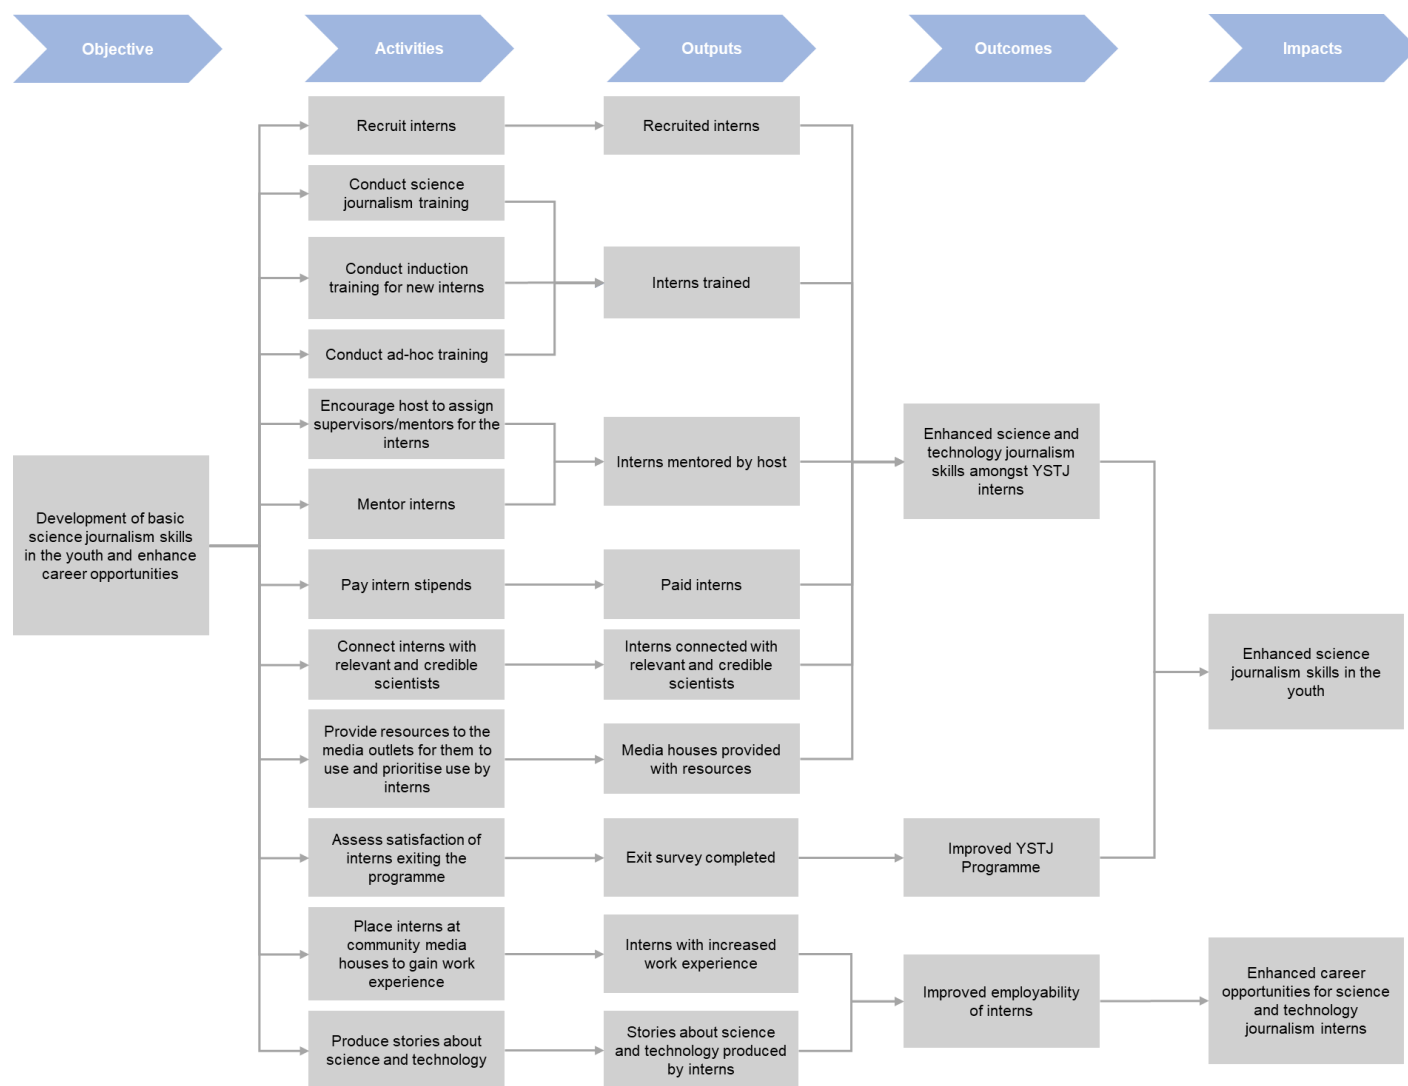 Objective
Activities
Outputs
Outcomes
Impacts
Development of basic
science journalism skills
in the youth and enhance
career opportunities
Recruit interns
Conduct science
journalism training
Conduct induction
training for new interns
Conduct ad-hoc training
Encourage host to assign
supervisors/mentors for the
interns
Mentor interns
Pay intern stipends
Connect interns with
relevant and credible
scientists
Provide resources to the
media outlets for them to
use and prioritise use by
interns
Assess satisfaction of
interns exiting the
programme
Place interns at
community media
houses to gain work
experience
Produce stories about
science and technology
Recruited interns
Interns trained
Interns mentored by host
Paid interns
Interns connected with
relevant and credible
scientists
Media houses provided
with resources
Exit survey completed
Interns with increased
work experience
Stories about science
and technology produced
by interns
Enhanced science and
technology journalism
skills amongst YSTJ
interns
Improved YSTJ
Programme
Improved employability
of interns
Enhanced science
journalism skills in the
youth
Enhanced career
opportunities for science
and technology
journalism interns